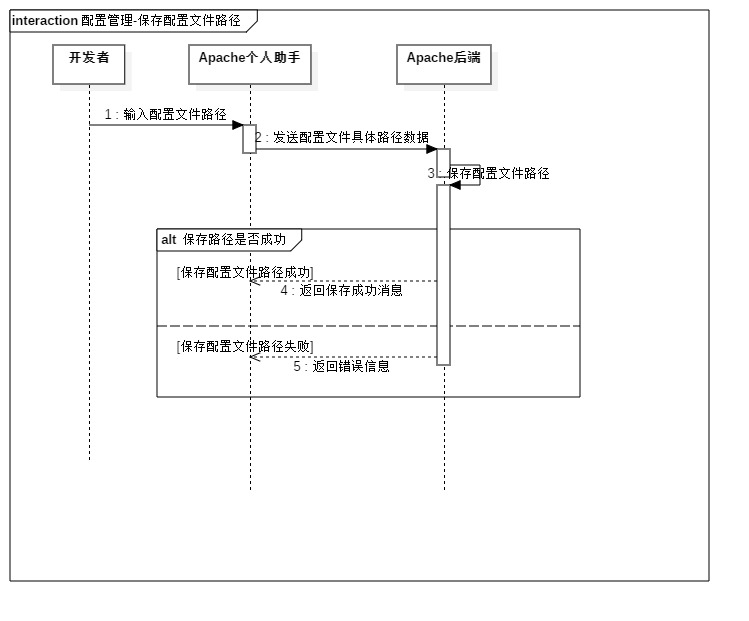 interaction 配置管理-保存配置文件路径
开发者
Apache个人助手
Apache后端
1 : 输入配置文件路径
2 : 发送配置文件具体路径数据
3 : 保存配置文件路径
alt 保存路径是否成功
[保存配置文件路径成功]
4 : 返回保存成功消息
[保存配置文件路径失败]
5 : 返回错误信息